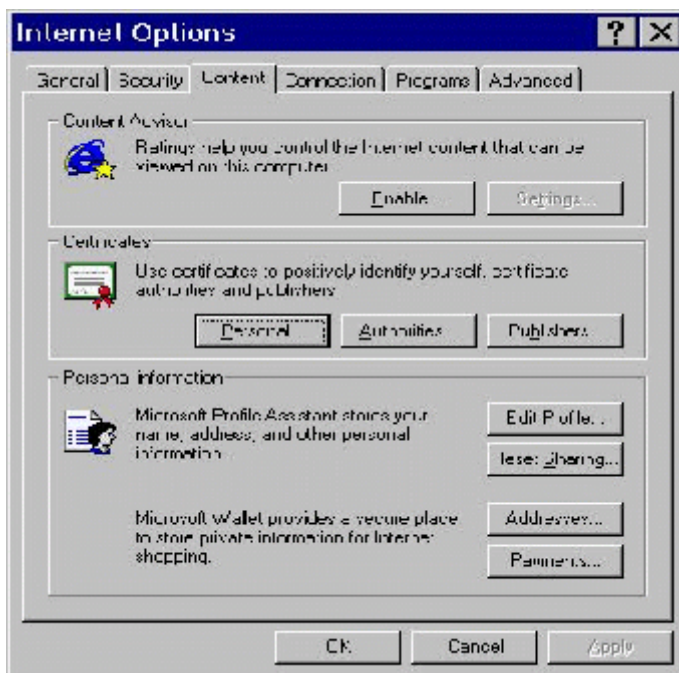 Internet Options
General Security Content Connection Programs Advanced
Content Advisor
Ratings help you control the Internet content that can be
viewed on this computer
Enable... Settings...
Certificates
Use certificates to positively identify yourself, certificate
authorities and publishers.
Personal... Authorities... Publishers...
Personal information
Microsoft Profile Assistant stores your
name, address, and other personal
information.
Edit Profile...
Reset Sharing...
Microsoft Wallet provides a secure place
to store private information for Internet
shopping.
Addresses...
Payments...
OK Cancel Apply